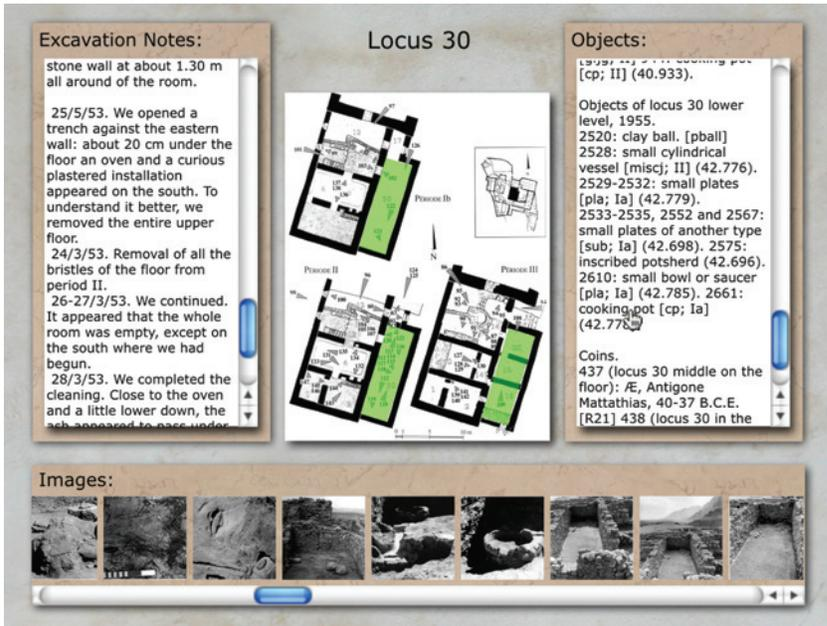 Excavation Notes:
stone wall at about 1.30 m
all around of the room.
25/5/53. We opened a
trench against the eastern
wall: about 20 cm under the
floor an oven and a curious
plastered installation
appeared on the south. To
understand it better, we
removed the entire upper
floor.
24/3/53. Removal of all the
bristles of the floor from
period II.
26-27/3/53. We continued.
It appeared that the whole
room was empty, except on
the south where we had
begun.
28/3/53. We completed the
cleaning. Close to the oven
and a little lower down, the
ash appeared to pass under
Locus 30
PERIODE Ib
N
PERIODE II
PERIODE III
Objects:
cooking pot
[cp; II] (40.933).
Objects of locus 30 lower
level, 1955.
2520: clay ball. [pball]
2528: small cylindrical
vessel [miscj; II] (42.776).
2529-2532: small plates
[pla; Ia] (42.779).
2533-2535, 2552 and 2567:
small plates of another type
[sub; Ia] (42.698). 2575:
inscribed potsherd (42.696).
2610: small bowl or saucer
[pla; Ia] (42.785). 2661:
cooking pot [cp; Ia]
Coins.
437 (locus 30 middle on the
floor): Æ, Antigone
Mattathias, 40-37 B.C.E.
[R21] 438 (locus 30 in the
Images: